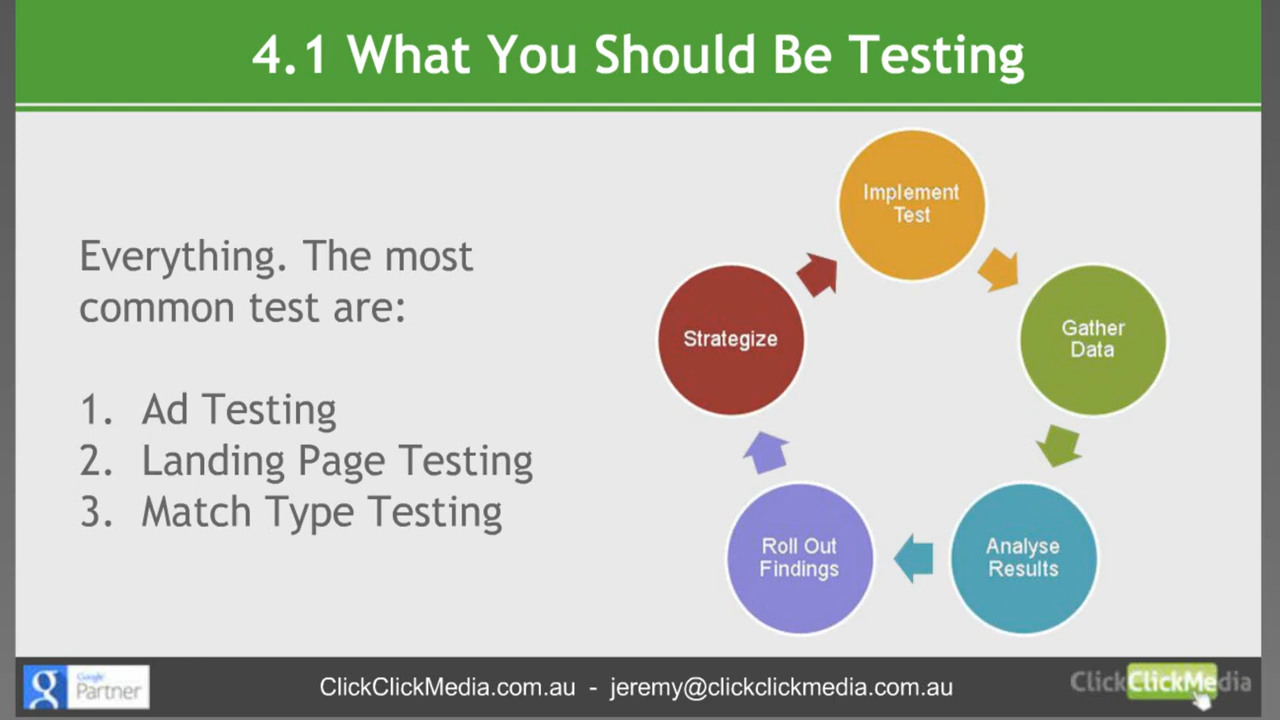 4.1 What You Should Be Testing
Everything. The most
common test are:
1. Ad Testing
2. Landing Page Testing
3. Match Type Testing
Implement
Test
Gather
Data
Analyse
Results
Roll Out
Findings
Strategize
g
Google
Partner
ClickClickMedia.com.au - jeremy@clickclickmedia.com.au
ClickClickMedia